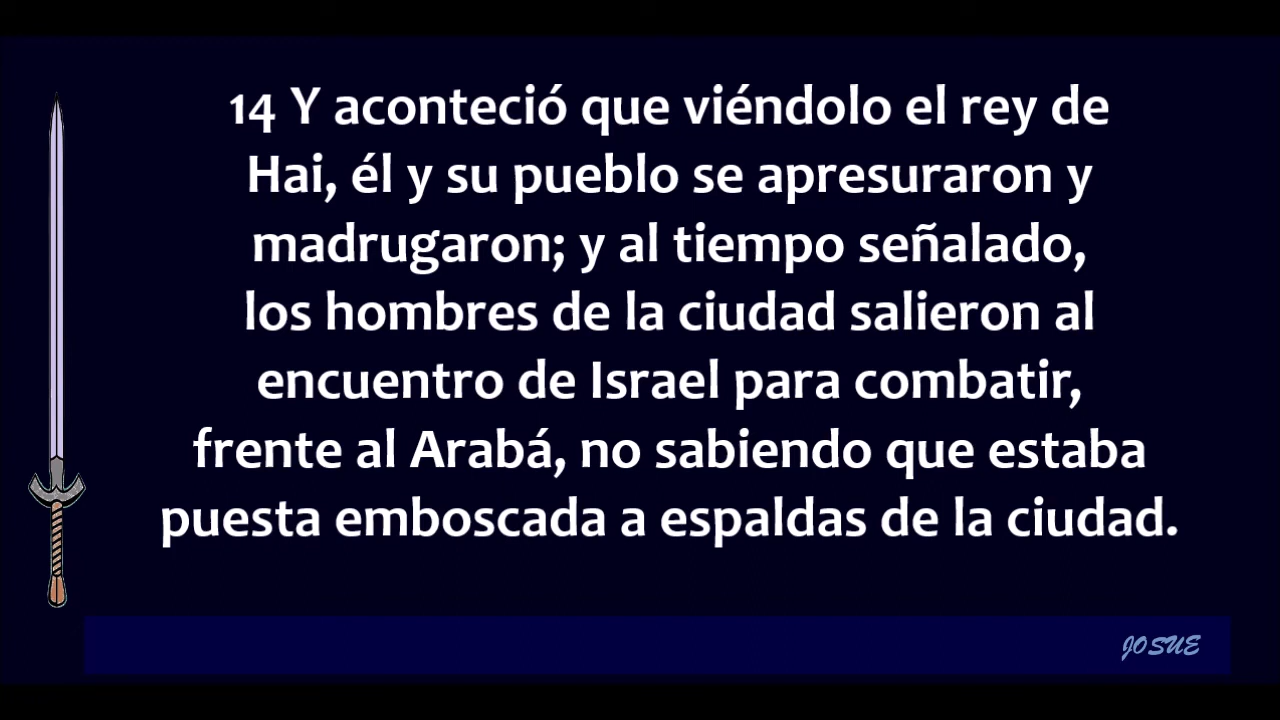 14 Y aconteció que viéndolo el rey de
Hai, él y su pueblo se apresuraron y
madrugaron; y al tiempo señalado,
los hombres de la ciudad salieron al
encuentro de Israel para combatir,
frente al Arabá, no sabiendo que estaba
puesta emboscada a espaldas de la ciudad.
JOSUE